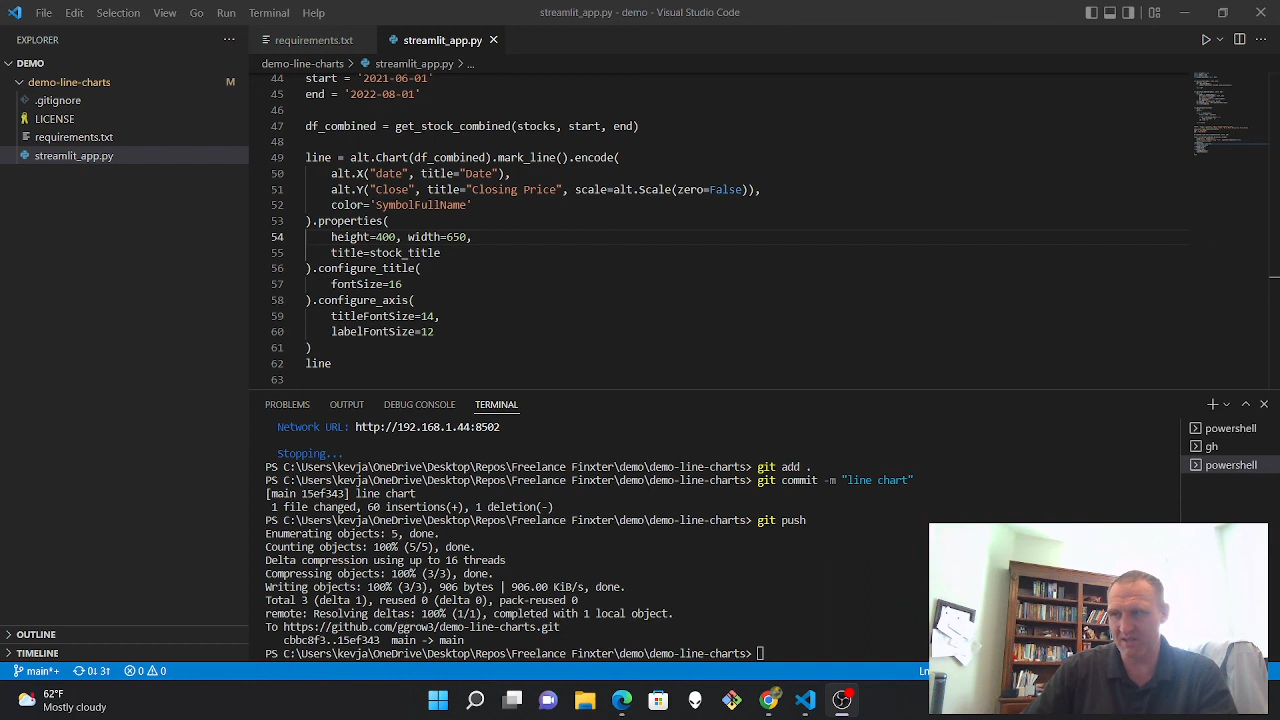 File Edit Selection View Go Run Terminal Help
streamlit_app.py - demo - Visual Studio Code
EXPLORER
DEMO
demo-line-charts M
.gitignore
LICENSE
requirements.txt
streamlit_app.py
OUTLINE
TIMELINE
requirements.txt streamlit_app.py
demo-line-charts > streamlit_app.py > ...
44 start = '2021-06-01'
45 end = '2022-08-01'
46
47 df_combined = get_stock_combined(stocks, start, end)
48
49 line = alt.Chart(df_combined).mark_line().encode(
50 alt.X("date", title="Date"),
51 alt.Y("Close", title="Closing Price", scale=alt.Scale(zero=False)),
52 color='SymbolFullName'
53 ).properties(
54 height=400, width=650,
55 title=stock_title
56 ).configure_title(
57 fontSize=16
58 ).configure_axis(
59 titleFontSize=14,
60 labelFontSize=12
61 )
62 line
63
PROBLEMS OUTPUT DEBUG CONSOLE TERMINAL
Network URL: http://192.168.1.44:8502
Stopping...
PS C:\Users\kevja\OneDrive\Desktop\Repos\Freelance Finxter\demo\demo-line-charts> git add .
PS C:\Users\kevja\OneDrive\Desktop\Repos\Freelance Finxter\demo\demo-line-charts> git commit -m "line chart"
[main 15ef343] line chart
1 file changed, 60 insertions(+), 1 deletion(-)
PS C:\Users\kevja\OneDrive\Desktop\Repos\Freelance Finxter\demo\demo-line-charts> git push
Enumerating objects: 5, done.
Counting objects: 100% (5/5), done.
Delta compression using up to 16 threads
Compressing objects: 100% (3/3), done.
Writing objects: 100% (3/3), 906 bytes | 906.00 KiB/s, done.
Total 3 (delta 1), reused 0 (delta 0), pack-reused 0
remote: Resolving deltas: 100% (1/1), completed with 1 local object.
To https://github.com/ggrow3/demo-line-charts.git
cbbc8f3..15ef343 main -> main
PS C:\Users\kevja\OneDrive\Desktop\Repos\Freelance Finxter\demo\demo-line-charts>
powershell
gh
powershell
main*+ 0↓ 3↑ 0 0 Ln
62°F
Mostly cloudy